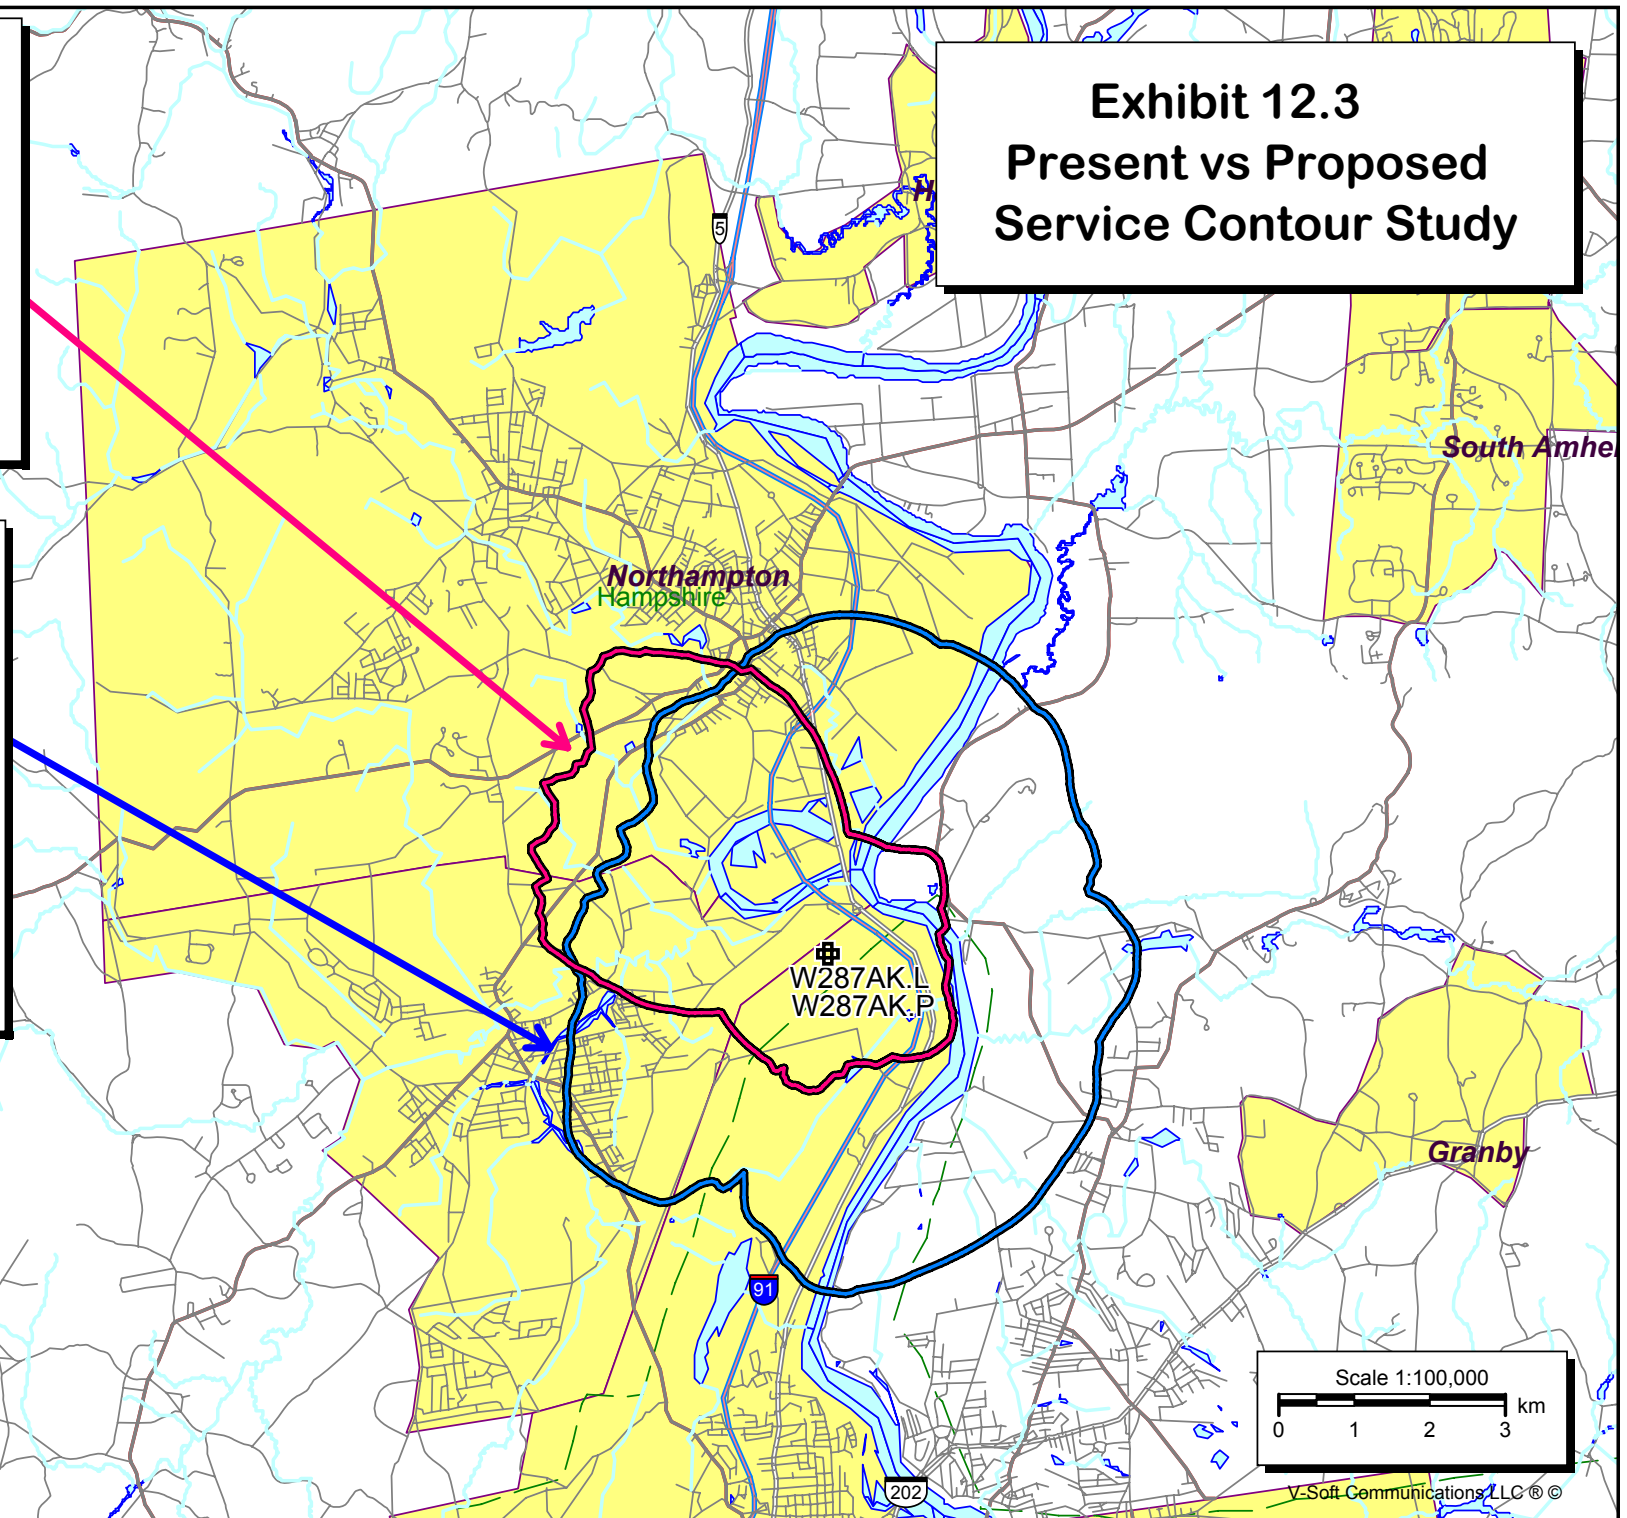 Exhibit 12.3
Present vs Proposed
Service Contour Study
5
H
South Amhe
Northampton
Hampshire
W287AK.L
W287AK.P
Granby
91
202
Scale 1:100,000
km
0 1 2 3
V-Soft Communications LLC ® ©